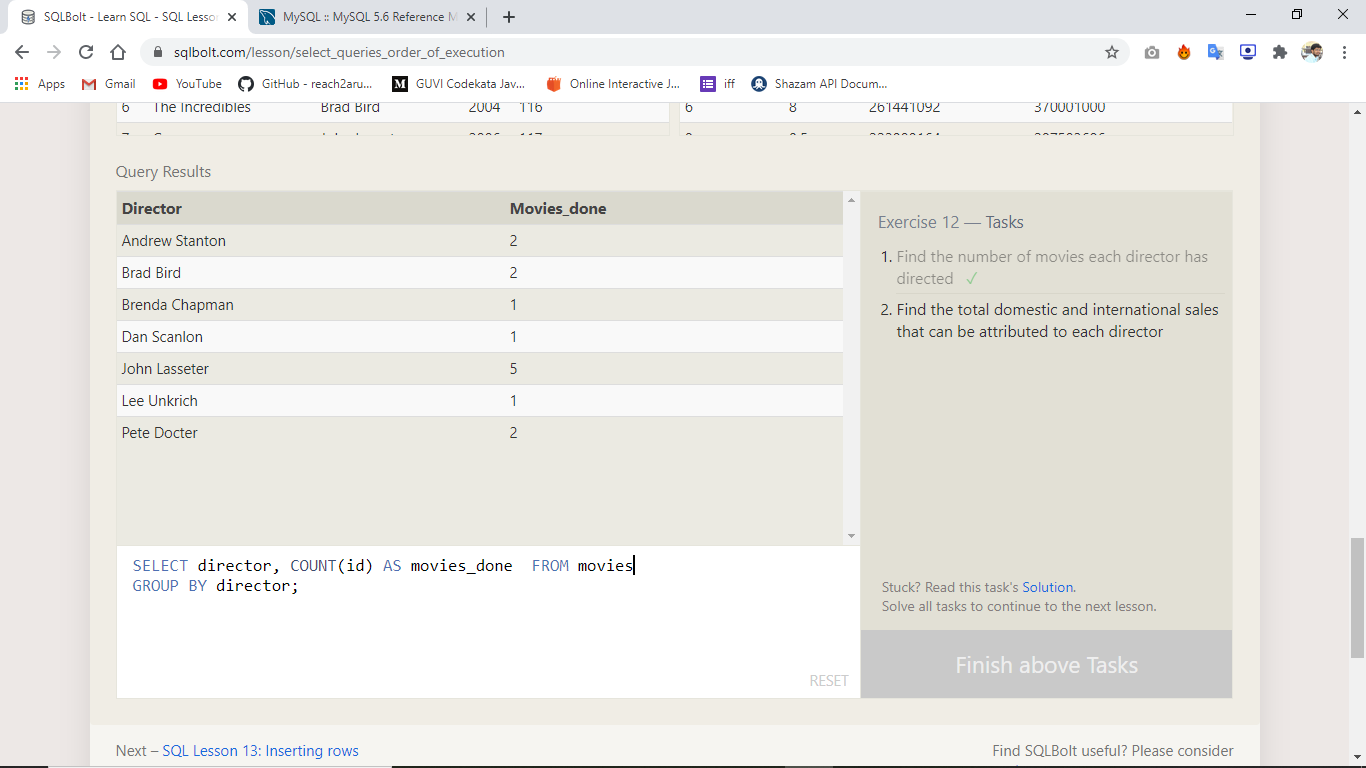 SQLBolt - Learn SQL - SQL Lesson
MySQL :: MySQL 5.6 Reference M
sqlbolt.com/lesson/select_queries_order_of_execution
Apps Gmail YouTube GitHub - reach2aru... GUVI Codekata Jav... Online Interactive J... iff Shazam API Docum...
6 The Incredibles Brad Bird 2004 116 6 8 261441092 370001000
Query Results
Director Movies_done
Andrew Stanton 2
Brad Bird 2
Brenda Chapman 1
Dan Scanlon 1
John Lasseter 5
Lee Unkrich 1
Pete Docter 2
Exercise 12 — Tasks
1. Find the number of movies each director has
directed ✓
2. Find the total domestic and international sales
that can be attributed to each director
SELECT director, COUNT(id) AS movies_done  FROM movies
GROUP BY director;
RESET
Stuck? Read this task's Solution.
Solve all tasks to continue to the next lesson.
Finish above Tasks
Next – SQL Lesson 13: Inserting rows
Find SQLBolt useful? Please consider